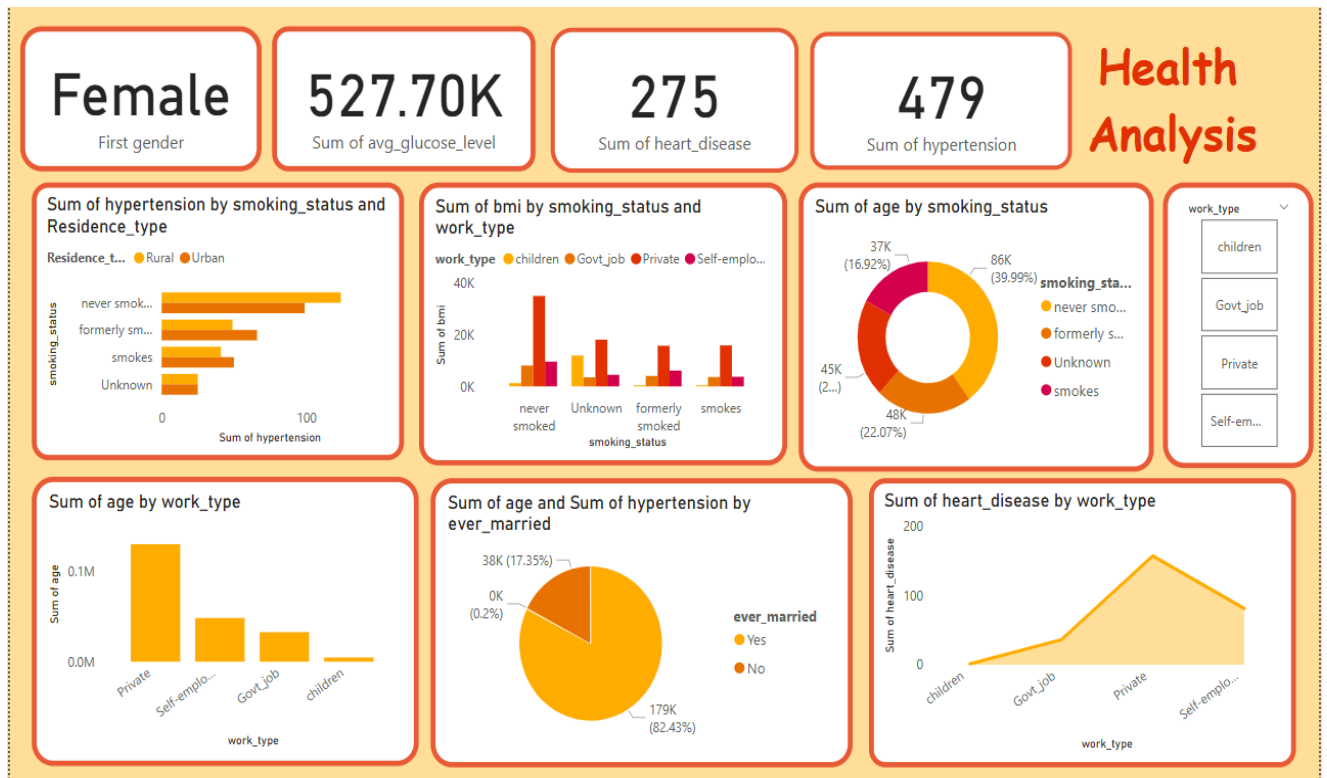 Female
First gender
527.70K
Sum of avg_glucose_level
275
Sum of heart_disease
479
Sum of hypertension
Health
Analysis
Sum of hypertension by smoking_status and
Residence_type
Residence_t... Rural Urban
smoking_status
never smok...
formerly sm...
smokes
Unknown
0 100
Sum of hypertension
Sum of bmi by smoking_status and
work_type
work_type children Govt_job Private Self-emplo...
Sum of bmi
40K
20K
0K
never
smoked
Unknown
formerly
smoked
smokes
smoking_status
Sum of age by smoking_status
37K
(16.92%)
86K
(39.99%)
45K
(2...)
48K
(22.07%)
smoking_sta...
never smo...
formerly s...
Unknown
smokes
work_type
children
Govt_job
Private
Self-em...
Sum of age by work_type
Sum of age
0.1M
0.0M
Private
Self-emplo...
Govt_job
children
work_type
Sum of age and Sum of hypertension by
ever_married
38K (17.35%)
0K
(0.2%)
179K
(82.43%)
ever_married
Yes
No
Sum of heart_disease by work_type
Sum of heart_disease
200
100
0
children
Govt_job
Private
Self-emplo...
work_type